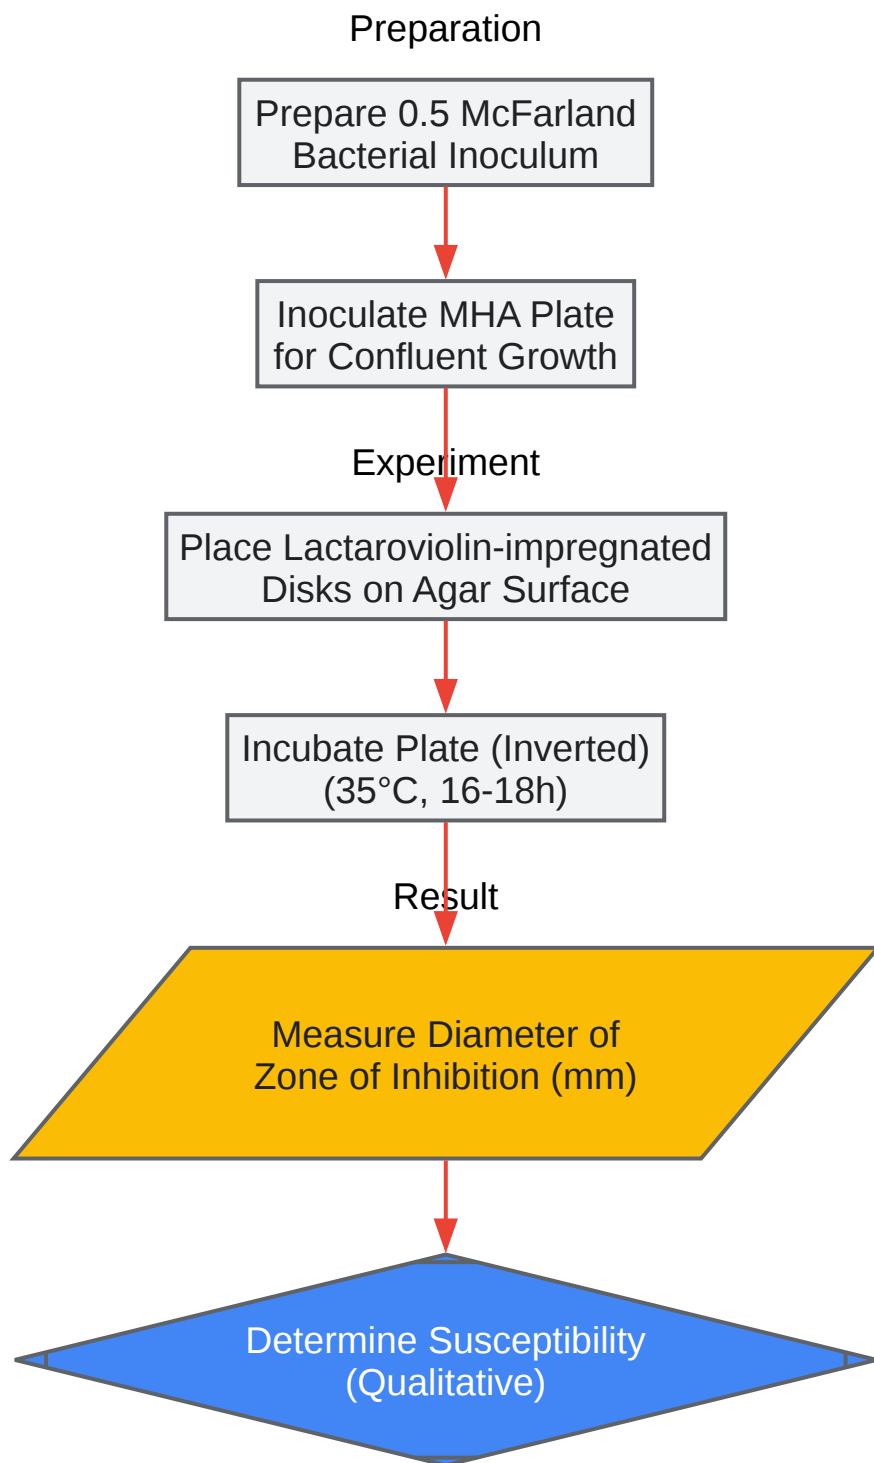 Preparation
Prepare 0.5 McFarland
Bacterial Inoculum
Inoculate MHA Plate
for Confluent Growth
Experiment
Place Lactaroviolin-impregnated
Disks on Agar Surface
Incubate Plate (Inverted)
(35°C, 16-18h)
Result
Measure Diameter of
Zone of Inhibition (mm)
Determine Susceptibility
(Qualitative)